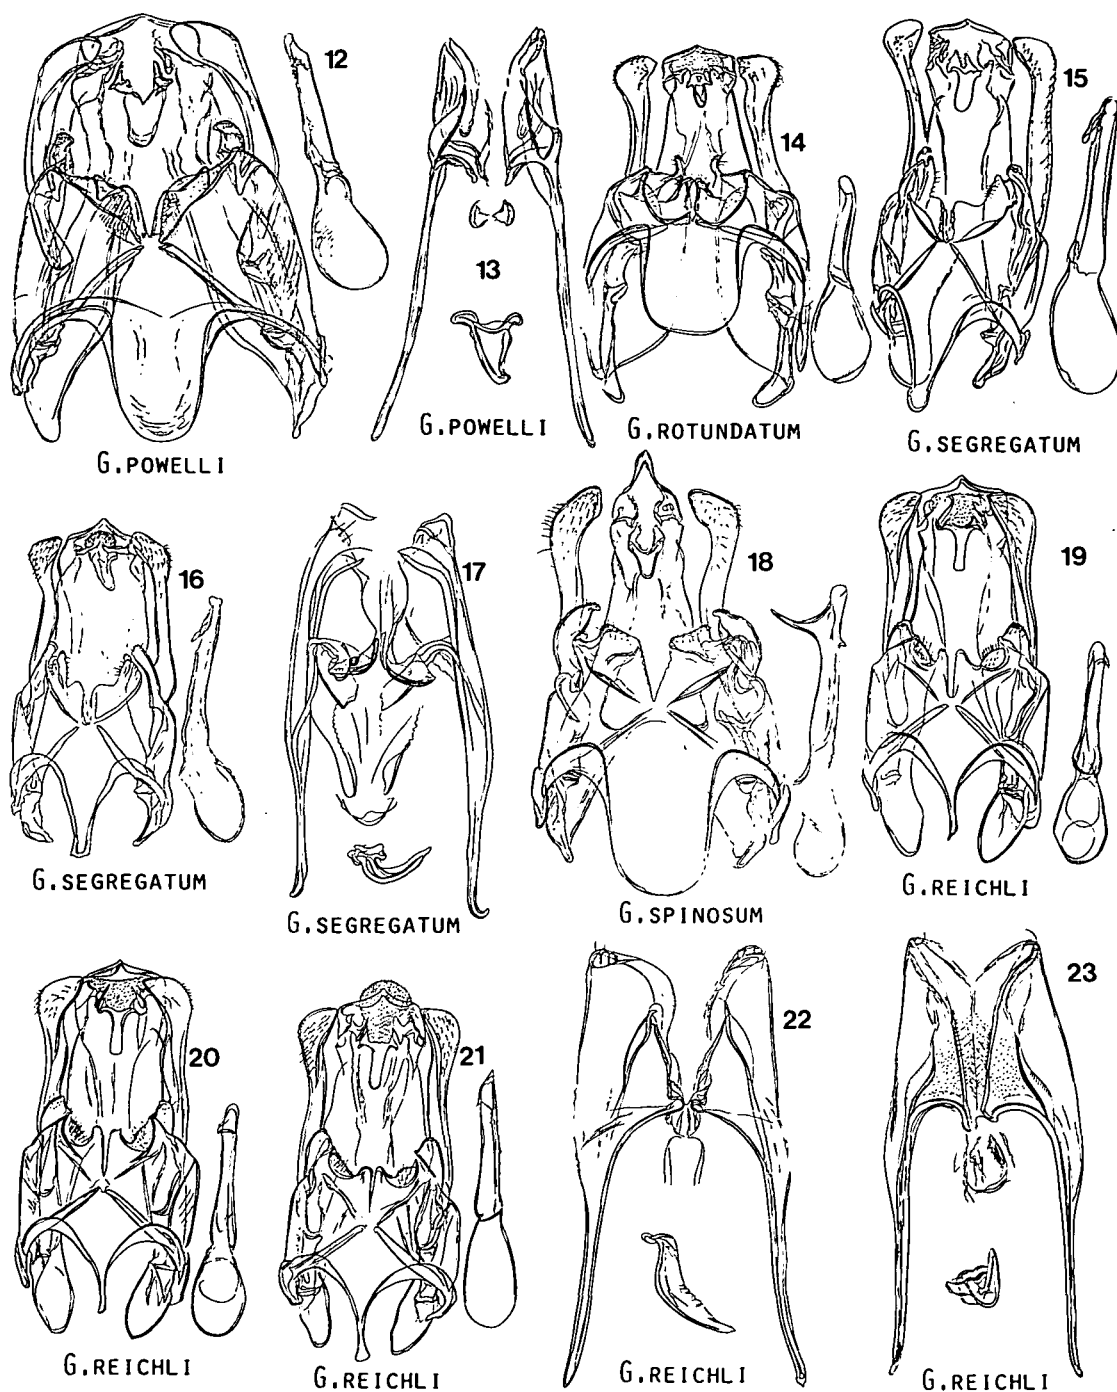 12
13
14
15
G.POWELLI
G.POWELLI
G.ROTUNDATUM
G.SEGREGATUM
16
17
18
19
G.SEGREGATUM
G.SEGREGATUM
G.SPINOSUM
G.REICHLI
20
21
22
23
G.REICHLI
G.REICHLI
G.REICHLI
G.REICHLI